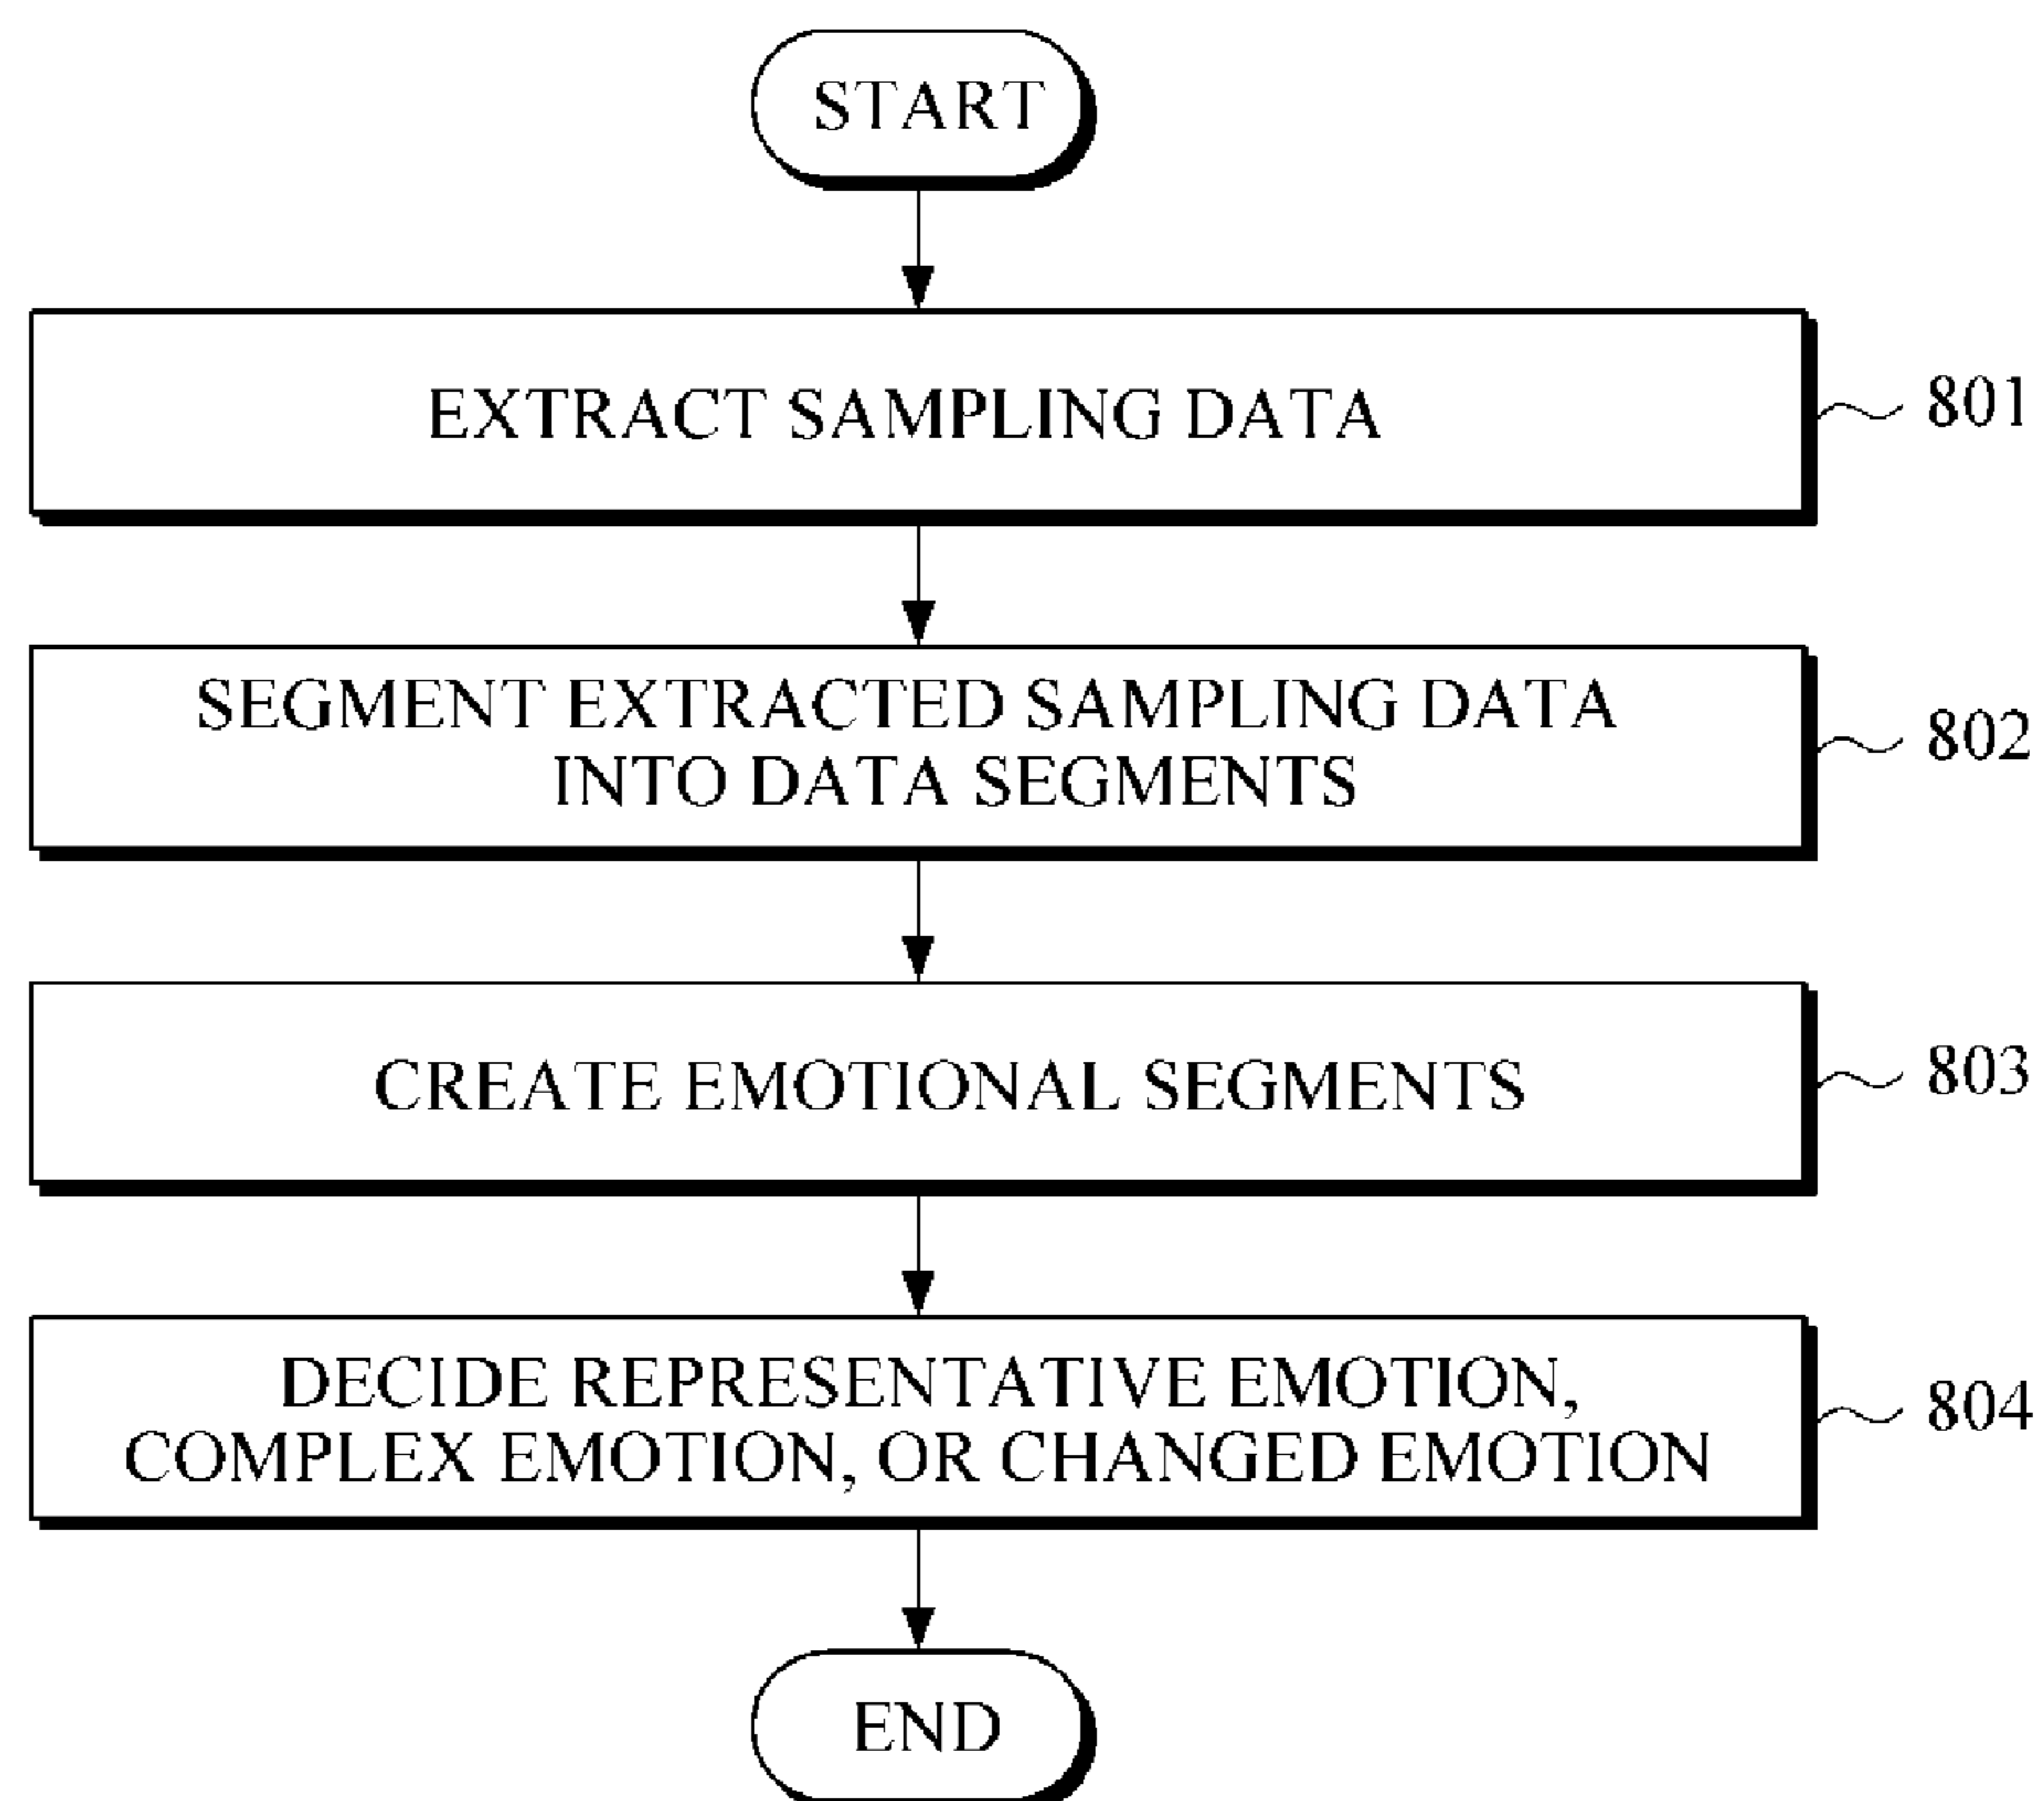 START
EXTRACT SAMPLING DATA
801
SEGMENT EXTRACTED SAMPLING DATA
INTO DATA SEGMENTS
802
CREATE EMOTIONAL SEGMENTS
803
DECIDE REPRESENTATIVE EMOTION,
COMPLEX EMOTION, OR CHANGED EMOTION
804
END